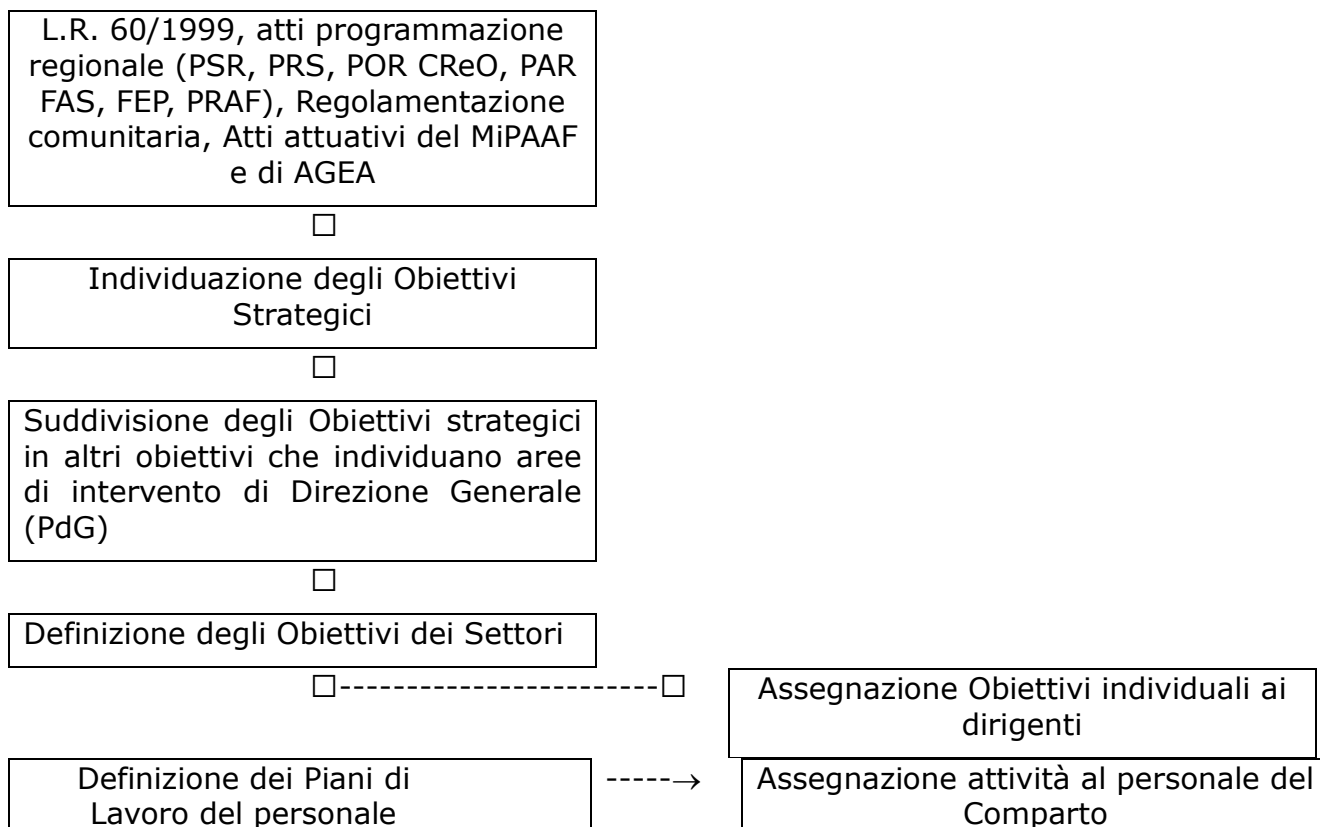 L.R. 60/1999, atti programmazione
regionale (PSR, PRS, POR CReO, PAR
FAS, FEP, PRAF), Regolamentazione
comunitaria, Atti attuativi del MiPAAF
e di AGEA
□
Individuazione degli Obiettivi
Strategici
□
Suddivisione degli Obiettivi strategici
in altri obiettivi che individuano aree
di intervento di Direzione Generale
(PdG)
□
Definizione degli Obiettivi dei Settori
□------------------------□
Assegnazione Obiettivi individuali ai
dirigenti
Definizione dei Piani di
Lavoro del personale
-----→
Assegnazione attività al personale del
Comparto